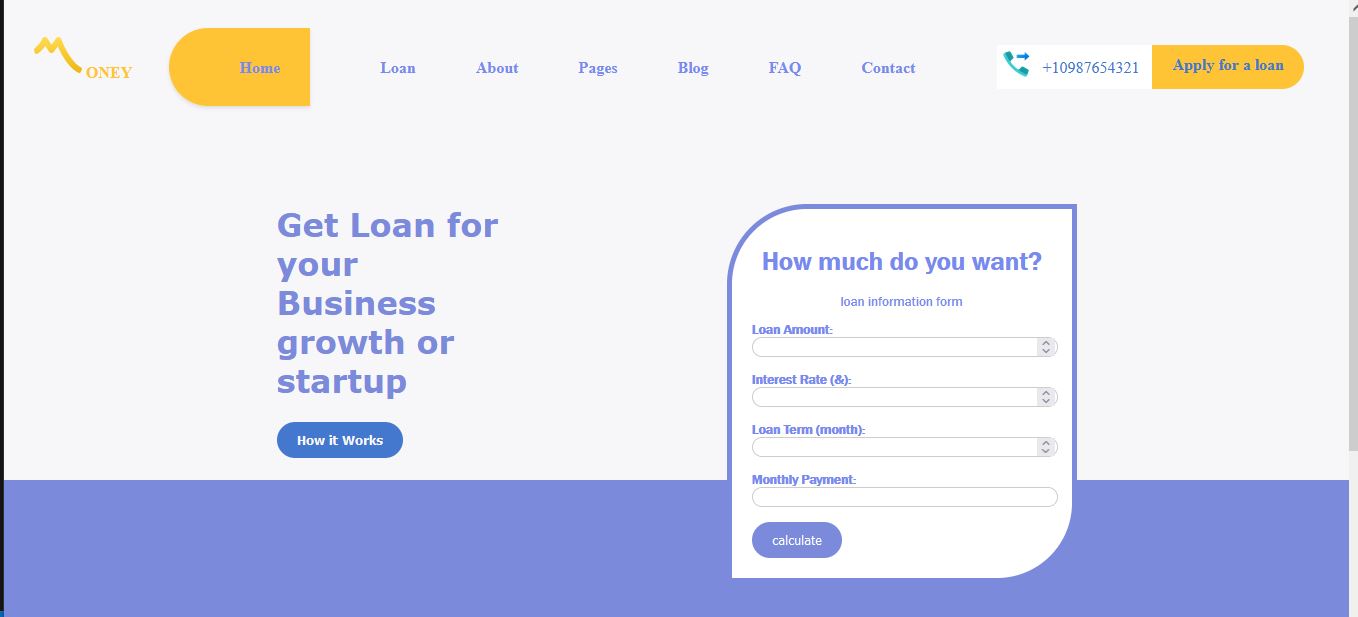 ONEY
Home
Loan
About
Pages
Blog
FAQ
Contact
+10987654321
Apply for a loan
Get Loan for
your
Business
growth or
startup
How it Works
How much do you want?
loan information form
Loan Amount:
Interest Rate (&):
Loan Term (month):
Monthly Payment:
calculate